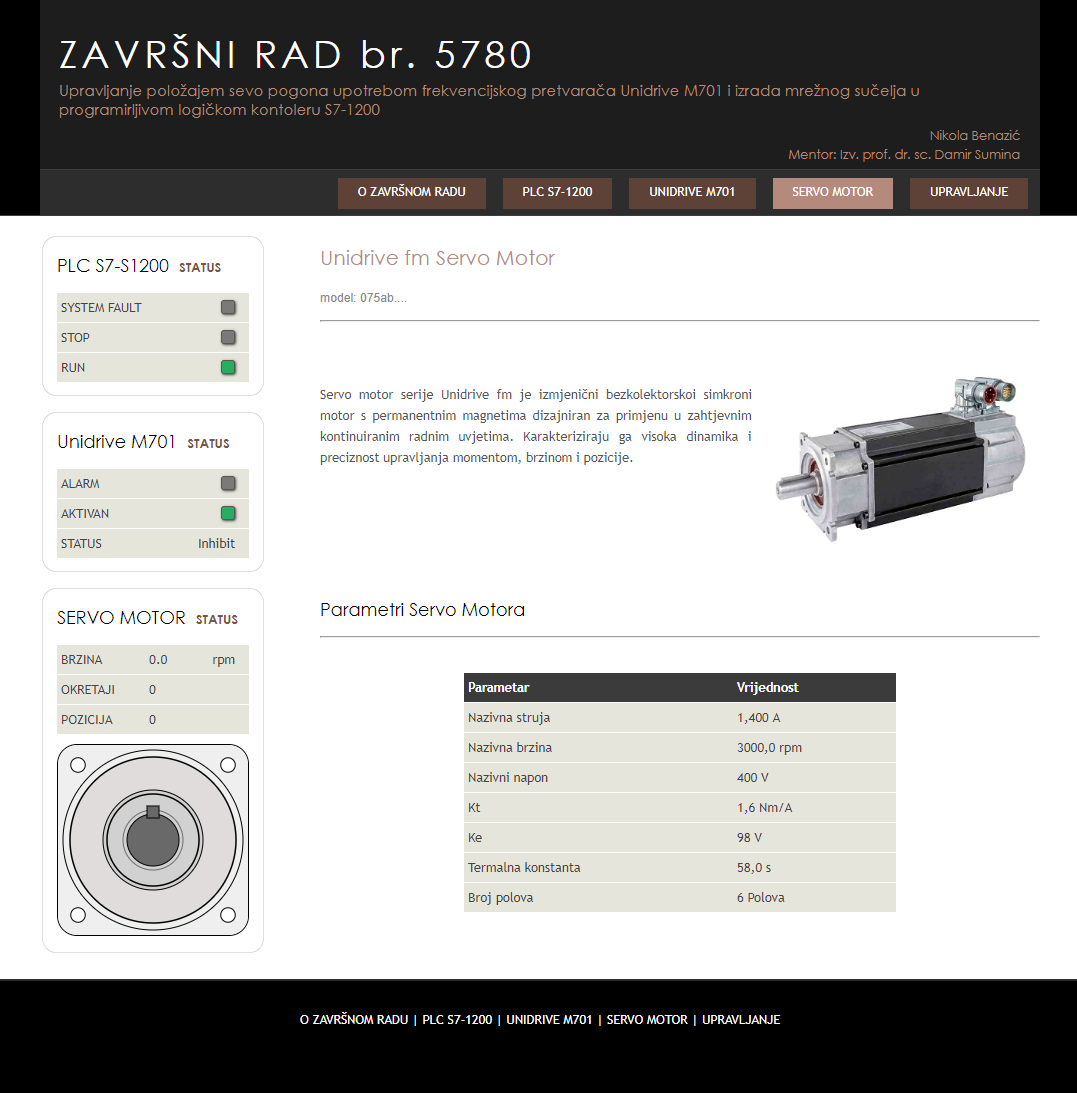 ZAVRŠNI RAD br. 5780
Upravljanje položajem sevo pogona upotrebom frekvencijskog pretvarača Unidrive M701 i izrada mrežnog sučelja u
programirljivom logičkom kontoleru S7-1200
Nikola Benazić
Mentor: Izv. prof. dr. sc. Damir Sumina
O ZAVRŠNOM RADU PLC S7-1200 UNIDRIVE M701 SERVO MOTOR UPRAVLJANJE
PLC S7-S1200 STATUS
SYSTEM FAULT
STOP
RUN
Unidrive M701 STATUS
ALARM
AKTIVAN
STATUS Inhibit
SERVO MOTOR STATUS
BRZINA 0.0 rpm
OKRETAJI 0
POZICIJA 0
Unidrive fm Servo Motor
model: 075ab....
Servo motor serije Unidrive fm je izmjenični bezkolektorskoi simkroni
motor s permanentnim magnetima dizajniran za primjenu u zahtjevnim
kontinuiranim radnim uvjetima. Karakteriziraju ga visoka dinamika i
preciznost upravljanja momentom, brzinom i pozicije.
Parametri Servo Motora
Parametar Vrijednost
Nazivna struja 1,400 A
Nazivna brzina 3000,0 rpm
Nazivni napon 400 V
Kt 1,6 Nm/A
Ke 98 V
Termalna konstanta 58,0 s
Broj polova 6 Polova
O ZAVRŠNOM RADU | PLC S7-1200 | UNIDRIVE M701 | SERVO MOTOR | UPRAVLJANJE